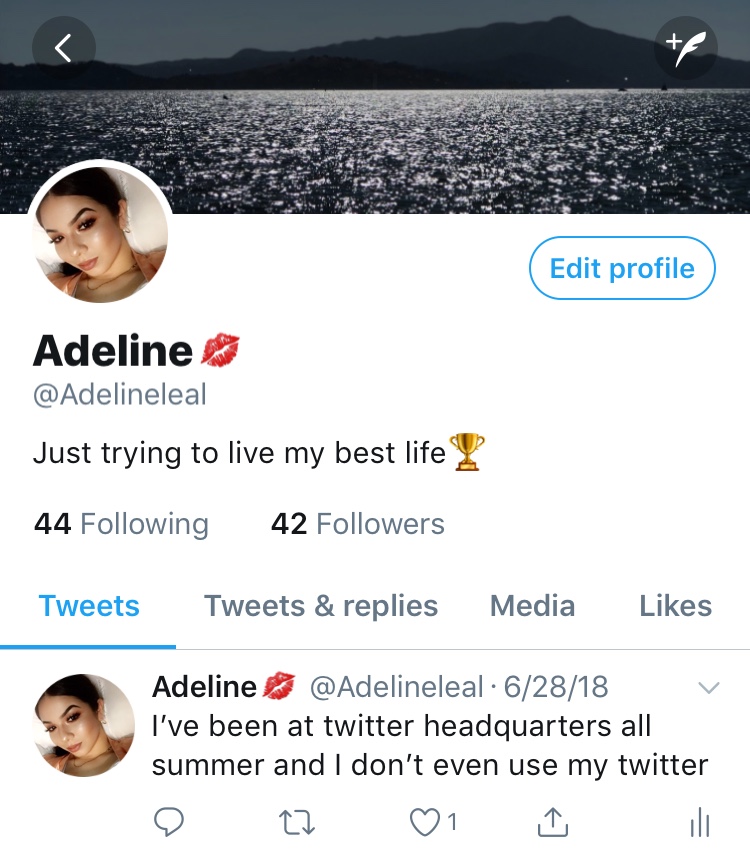 Edit profile
Adeline💋
@Adelineleal
Just trying to live my best life🏆
44 Following 42 Followers
Tweets Tweets & replies Media Likes
Adeline💋 @Adelineleal · 6/28/18
I’ve been at twitter headquarters all
summer and I don’t even use my twitter
1